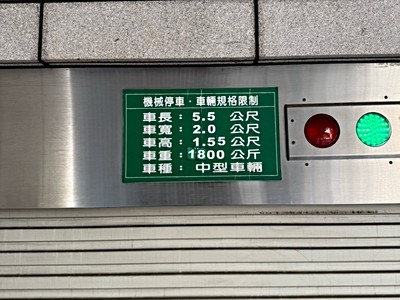 機械停車・車輛規格限制
車長： 5.5 公尺
車寬： 2.0 公尺
車高： 1.55 公尺
車重： 1800 公斤
車種： 中型車輛